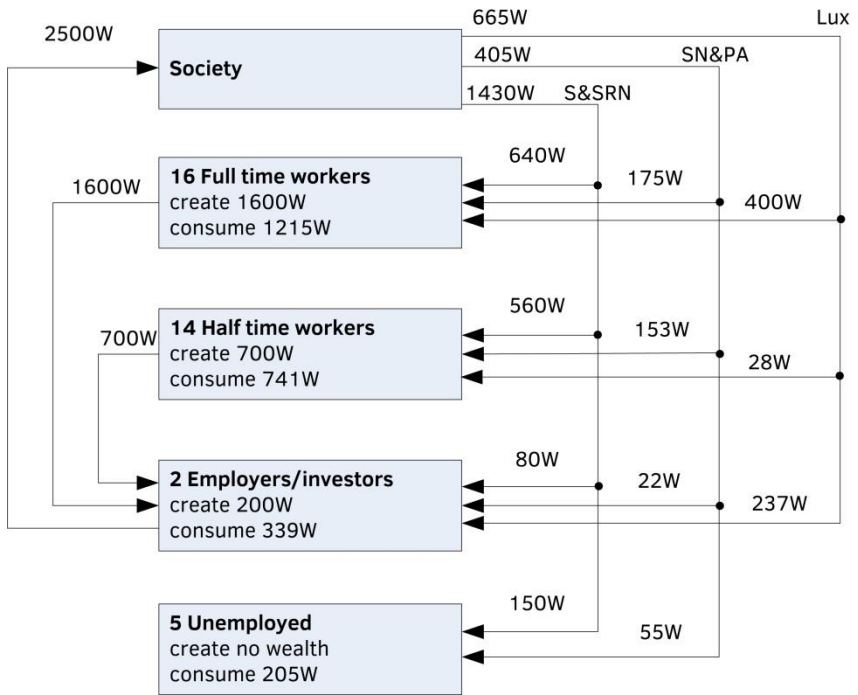 665W
Lux
2500W
405W
SN&PA
Society
1430W
S&SRN
640W
16 Full time workers
175W
1600W
create 1600W
400W
consume 1215W
560W
14 Half time workers
153W
700W
create 700W
28W
consume 741W
80W
2 Employers/investors
22W
create 200W
237W
consume 339W
150W
5 Unemployed
55W
create no wealth
consume 205W